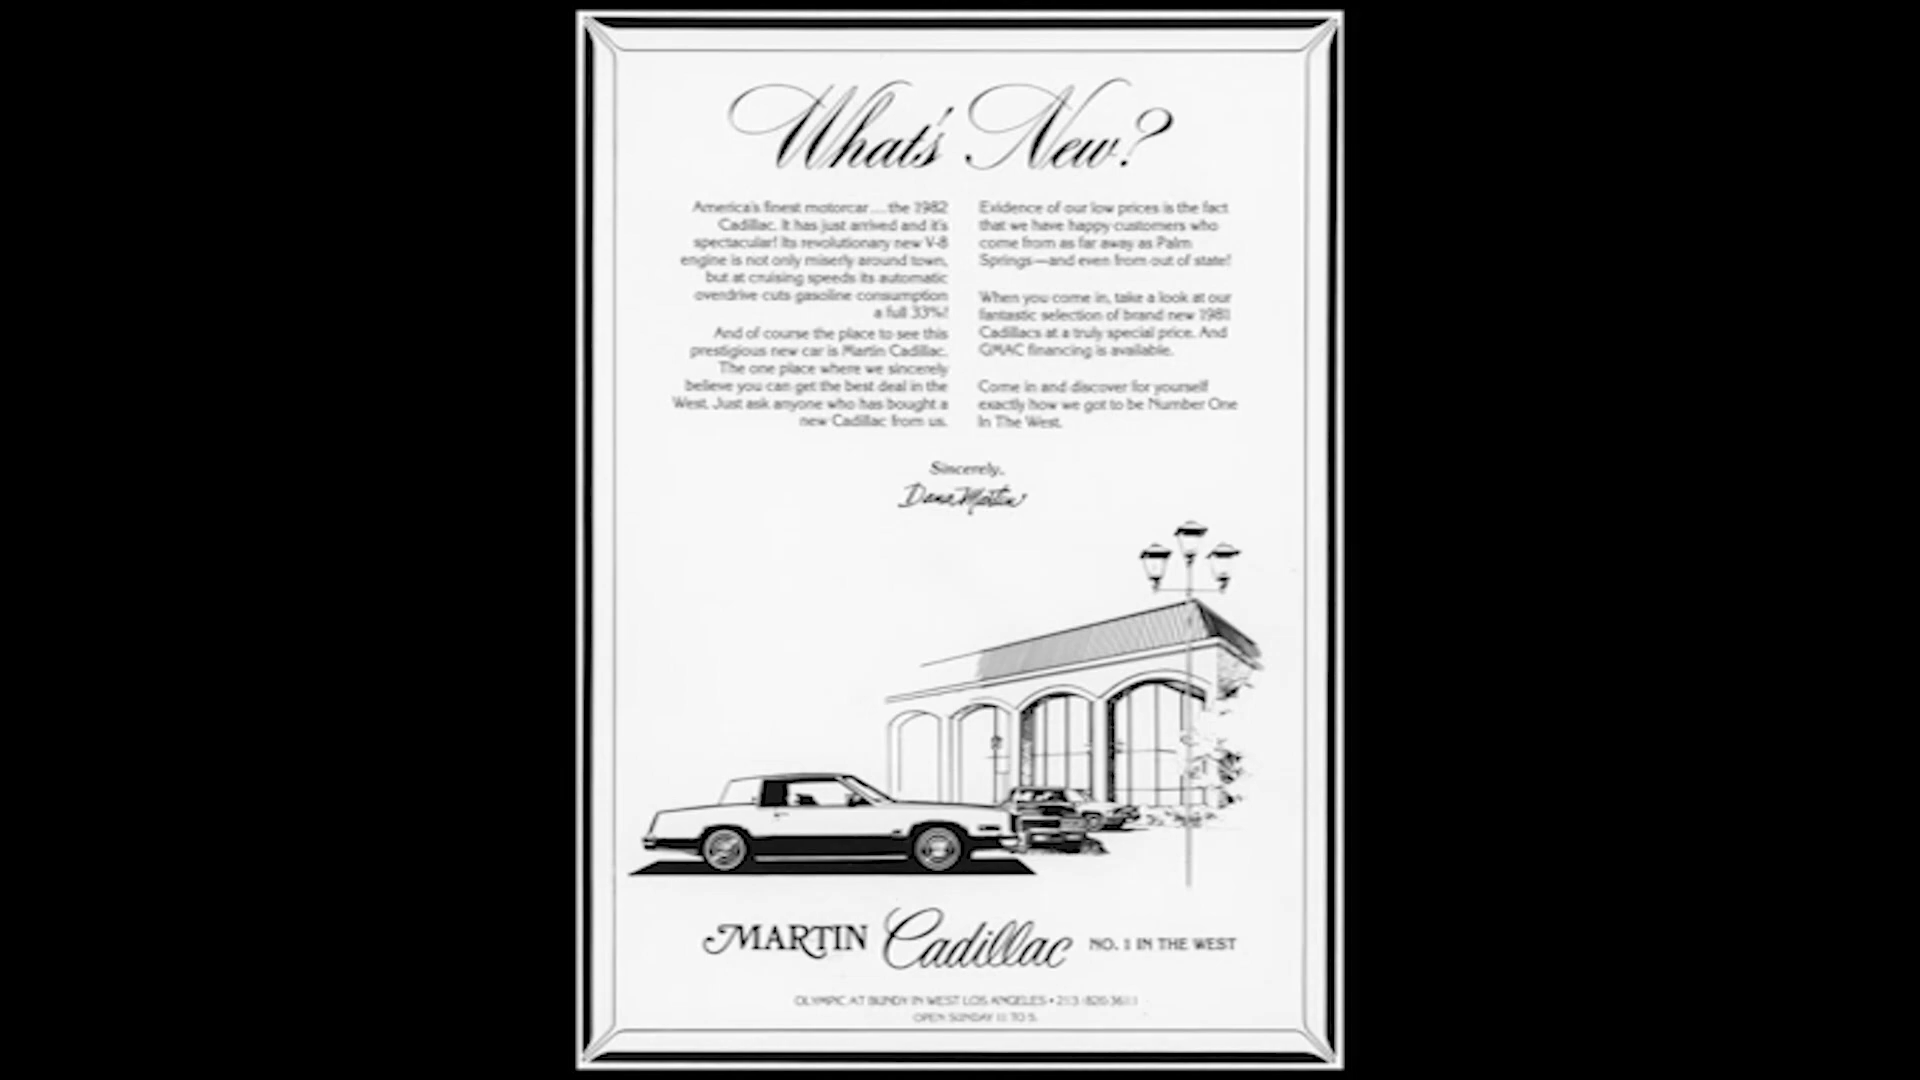 What's New?
America's finest motorcar....the 1982
Cadillac. It has just arrived and it's
spectacular! Its revolutionary new V-8
engine is not only miserly around town,
but at cruising speeds its automatic
overdrive cuts gasoline consumption
a full 33%!
And of course the place to see this
prestigious new car is Martin Cadillac.
The one place where we sincerely
believe you can get the best deal in the
West. Just ask anyone who has bought a
new Cadillac from us.
Evidence of our low prices is the fact
that we have happy customers who
come from as far away as Palm
Springs—and even from out of state!
When you come in, take a look at our
fantastic selection of brand new 1981
Cadillacs at a truly special price. And
GMAC financing is available.
Come in and discover for yourself
exactly how we got to be Number One
In The West.
Sincerely,
Dana Martin
MARTIN Cadillac NO. 1 IN THE WEST
OLYMPIC AT BUNDY IN WEST LOS ANGELES • 213/820-3611
OPEN SUNDAY 11 TO 5.